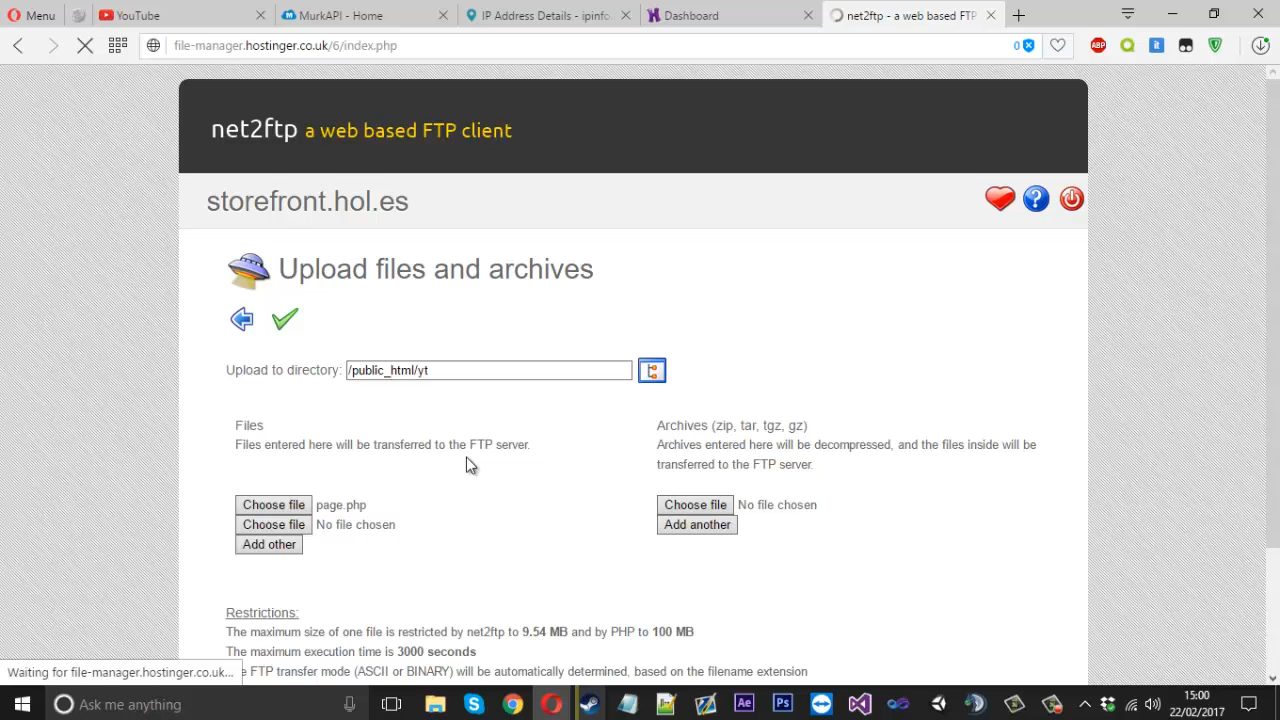 Menu
YouTube
MurkAPI - Home
IP Address Details - ipinfo
Dashboard
net2ftp - a web based FTP
file-manager.hostinger.co.uk/6/index.php
0
ABP
it
net2ftp a web based FTP client
storefront.hol.es
Upload files and archives
Upload to directory: /public_html/yt
Files
Files entered here will be transferred to the FTP server.
Archives (zip, tar, tgz, gz)
Archives entered here will be decompressed, and the files inside will be
transferred to the FTP server.
Choose file page.php
Choose file No file chosen
Add other
Choose file No file chosen
Add another
Restrictions:
The maximum size of one file is restricted by net2ftp to 9.54 MB and by PHP to 100 MB
The maximum execution time is 3000 seconds
Waiting for file-manager.hostinger.co.uk...
FTP transfer mode (ASCII or BINARY) will be automatically determined, based on the filename extension
Ask me anything
Ae
Ps
15:00
22/02/2017